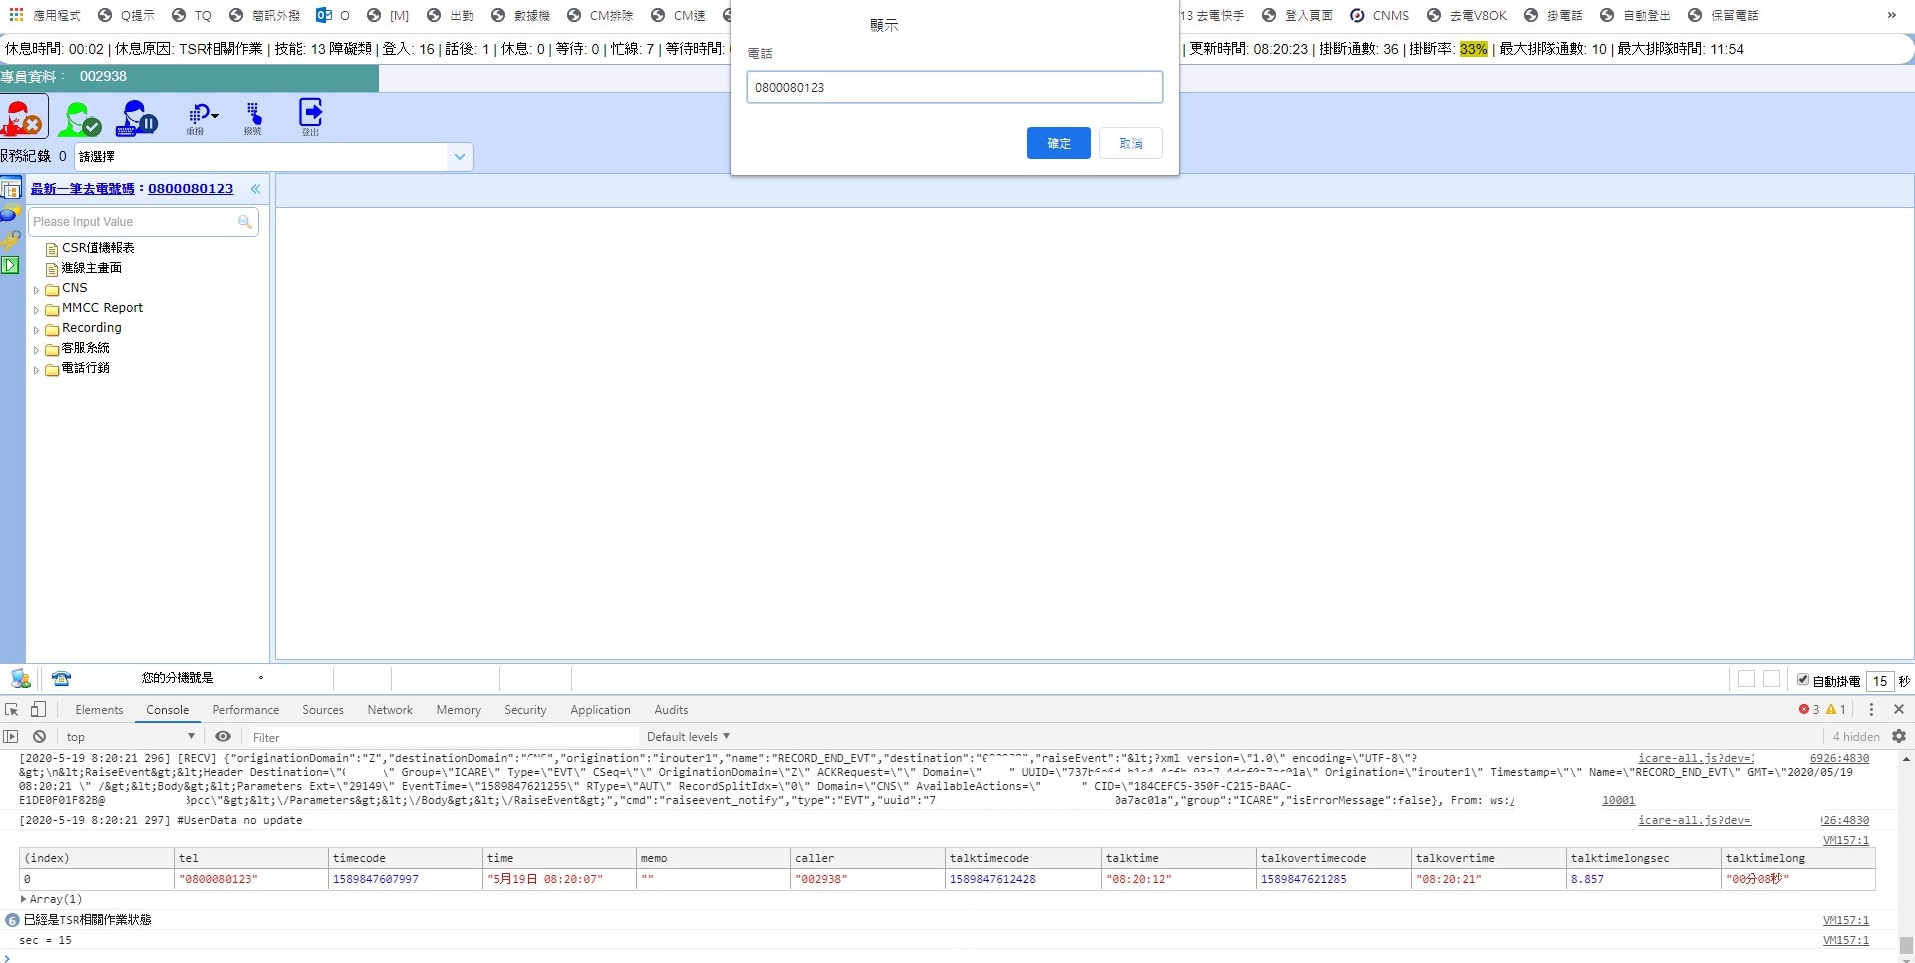 應用程式 Q提示 TQ 簡訊外撥 O [M] 出勤 數據機 CM排除 CM速 13 去電快手 登入頁面 CNMS 去電V8OK 掛電話 自動登出 保留電話 »
顯示
電話
0800080123
確定 取消
休息時間: 00:02 | 休息原因: TSR相關作業 | 技能: 13 障礙類 | 登入: 16 | 話後: 1 | 休息: 0 | 等待: 0 | 忙線: 7 | 等待時間: | 更新時間: 08:20:23 | 掛斷通數: 36 | 掛斷率: 33% | 最大排隊通數: 10 | 最大排隊時間: 11:54
專員資料： 002938
重撥 撥號 登出
服務紀錄 0 請選擇
最新一筆去電號碼：0800080123 «
Please Input Value
CSR值機報表
進線主畫面
CNS
MMCC Report
Recording
客服系統
電話行銷
您的分機號是 。 自動掛電 15 秒
Elements Console Performance Sources Network Memory Security Application Audits 3 1
top Filter Default levels 4 hidden
[2020-5-19 8:20:21 296] [RECV] {"originationDomain":"Z","destinationDomain":" ","origination":"irouter1","name":"RECORD_END_EVT","destination":" ","raiseEvent":"&lt;?xml version=\"1.0\" encoding=\"UTF-8\"? icare-all.js?dev= 6926:4830
&gt;\n&lt;RaiseEvent&gt;&lt;Header Destination=\" \" Group=\"ICARE\" Type=\"EVT\" CSeq=\"\" OriginationDomain=\"Z\" ACKRequest=\"\" Domain=\" \" UUID=\" \" Origination=\"irouter1\" Timestamp=\"\" Name=\"RECORD_END_EVT\" GMT=\"2020/05/19
08:20:21 \" /&gt;&lt;Body&gt;&lt;Parameters Ext=\"29149\" EventTime=\"1589847621255\" RType=\"AUT\" RecordSplitIdx=\"0\" Domain=\"CNS\" AvailableActions=\" \" CID=\"184CEFC5-350F-C215-BAAC-
E1DE0F01F82B@ pcc\"&gt;&lt;\/Parameters&gt;&lt;\/Body&gt;&lt;\/RaiseEvent&gt;","cmd":"raiseevent_notify","type":"EVT","uuid":"7 0a7ac01a","group":"ICARE","isErrorMessage":false}, From: ws:/ 10001
[2020-5-19 8:20:21 297] #UserData no update icare-all.js?dev= 26:4830
VM157:1
(index) tel timecode time memo caller talktimecode talktime talkovertimecode talkovertime talktimelongsec talktimelong
0 "0800080123" 1589847607997 "5月19日 08:20:07" "" "002938" 1589847612428 "08:20:12" 1589847621285 "08:20:21" 8.857 "00分08秒"
Array(1)
6 已經是TSR相關作業狀態 VM157:1
sec = 15 VM157:1